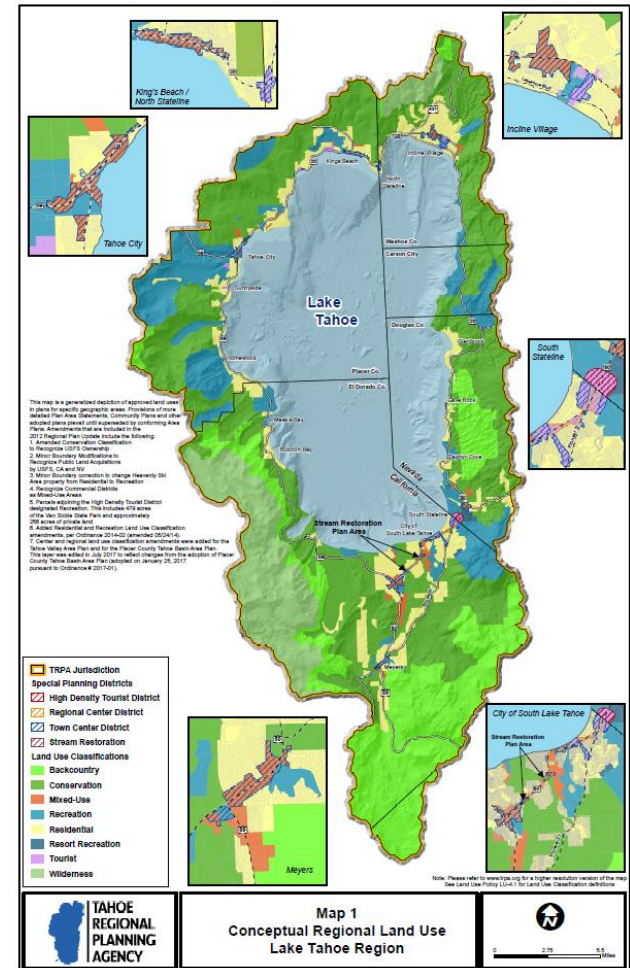 King's Beach /
North Stateline
Incline Village
Tahoe City
South
Stateline
Kings Beach
Incline Village
North
Stateline
Washoe Co.
Carson City
Tahoe City
Sunnyside
Lake
Tahoe
Douglas Co.
Glenbrook
Homewood
Placer Co.
El Dorado Co.
Cave Rock
Meeks Bay
Rubicon Bay
Zephyr Cove
Nevada
California
South Stateline
City of
South Lake Tahoe
Stream Restoration
Plan Area
Meyers
This map is a generalized depiction of approved land uses
in plans for specific geographic areas. Provisions of more
detailed Plan Area Statements, Community Plans and other
adopted plans prevail until superseded by conforming Area
Plans. Amendments that are included in the
2012 Regional Plan Update include the following:
1. Amended Conservation Classification
to Recognize USFS Ownership
2. Minor Boundary Modifications to
Recognize Public Land Acquisitions
by USFS, CA and NV
3. Minor Boundary correction to change Heavenly Ski
Area property from Residential to Recreation
4. Recognize Commercial Districts
as Mixed-Use Areas
5. Parcels adjoining the High Density Tourist District
designated Recreation. This includes 479 acres
of the Van Sickle State Park and approximately
266 acres of private land
6. Added Residential and Recreation Land Use Classification
amendments, per Ordinance 2014-02 (amended 05/24/14).
7. Center and regional land use classification amendments were added for the
Tahoe Valley Area Plan and for the Placer County Tahoe Basin Area Plan.
This layer was edited in July 2017 to reflect changes from the adoption of Placer
County Tahoe Basin Area Plan (adopted on January 25, 2017
pursuant to Ordinance # 2017-01).
TRPA Jurisdiction
Special Planning Districts
High Density Tourist District
Regional Center District
Town Center District
Stream Restoration
Land Use Classifications
Backcountry
Conservation
Mixed-Use
Recreation
Residential
Resort Recreation
Tourist
Wilderness
Meyers
City of South Lake Tahoe
Stream Restoration
Plan Area
Note: Please refer to www.trpa.org for a higher resolution version of the map
See Land Use Policy LU-4.1 for Land Use Classification definitions
TAHOE
REGIONAL
PLANNING
AGENCY
Map 1
Conceptual Regional Land Use
Lake Tahoe Region
N
0 2.75 5.5
Miles